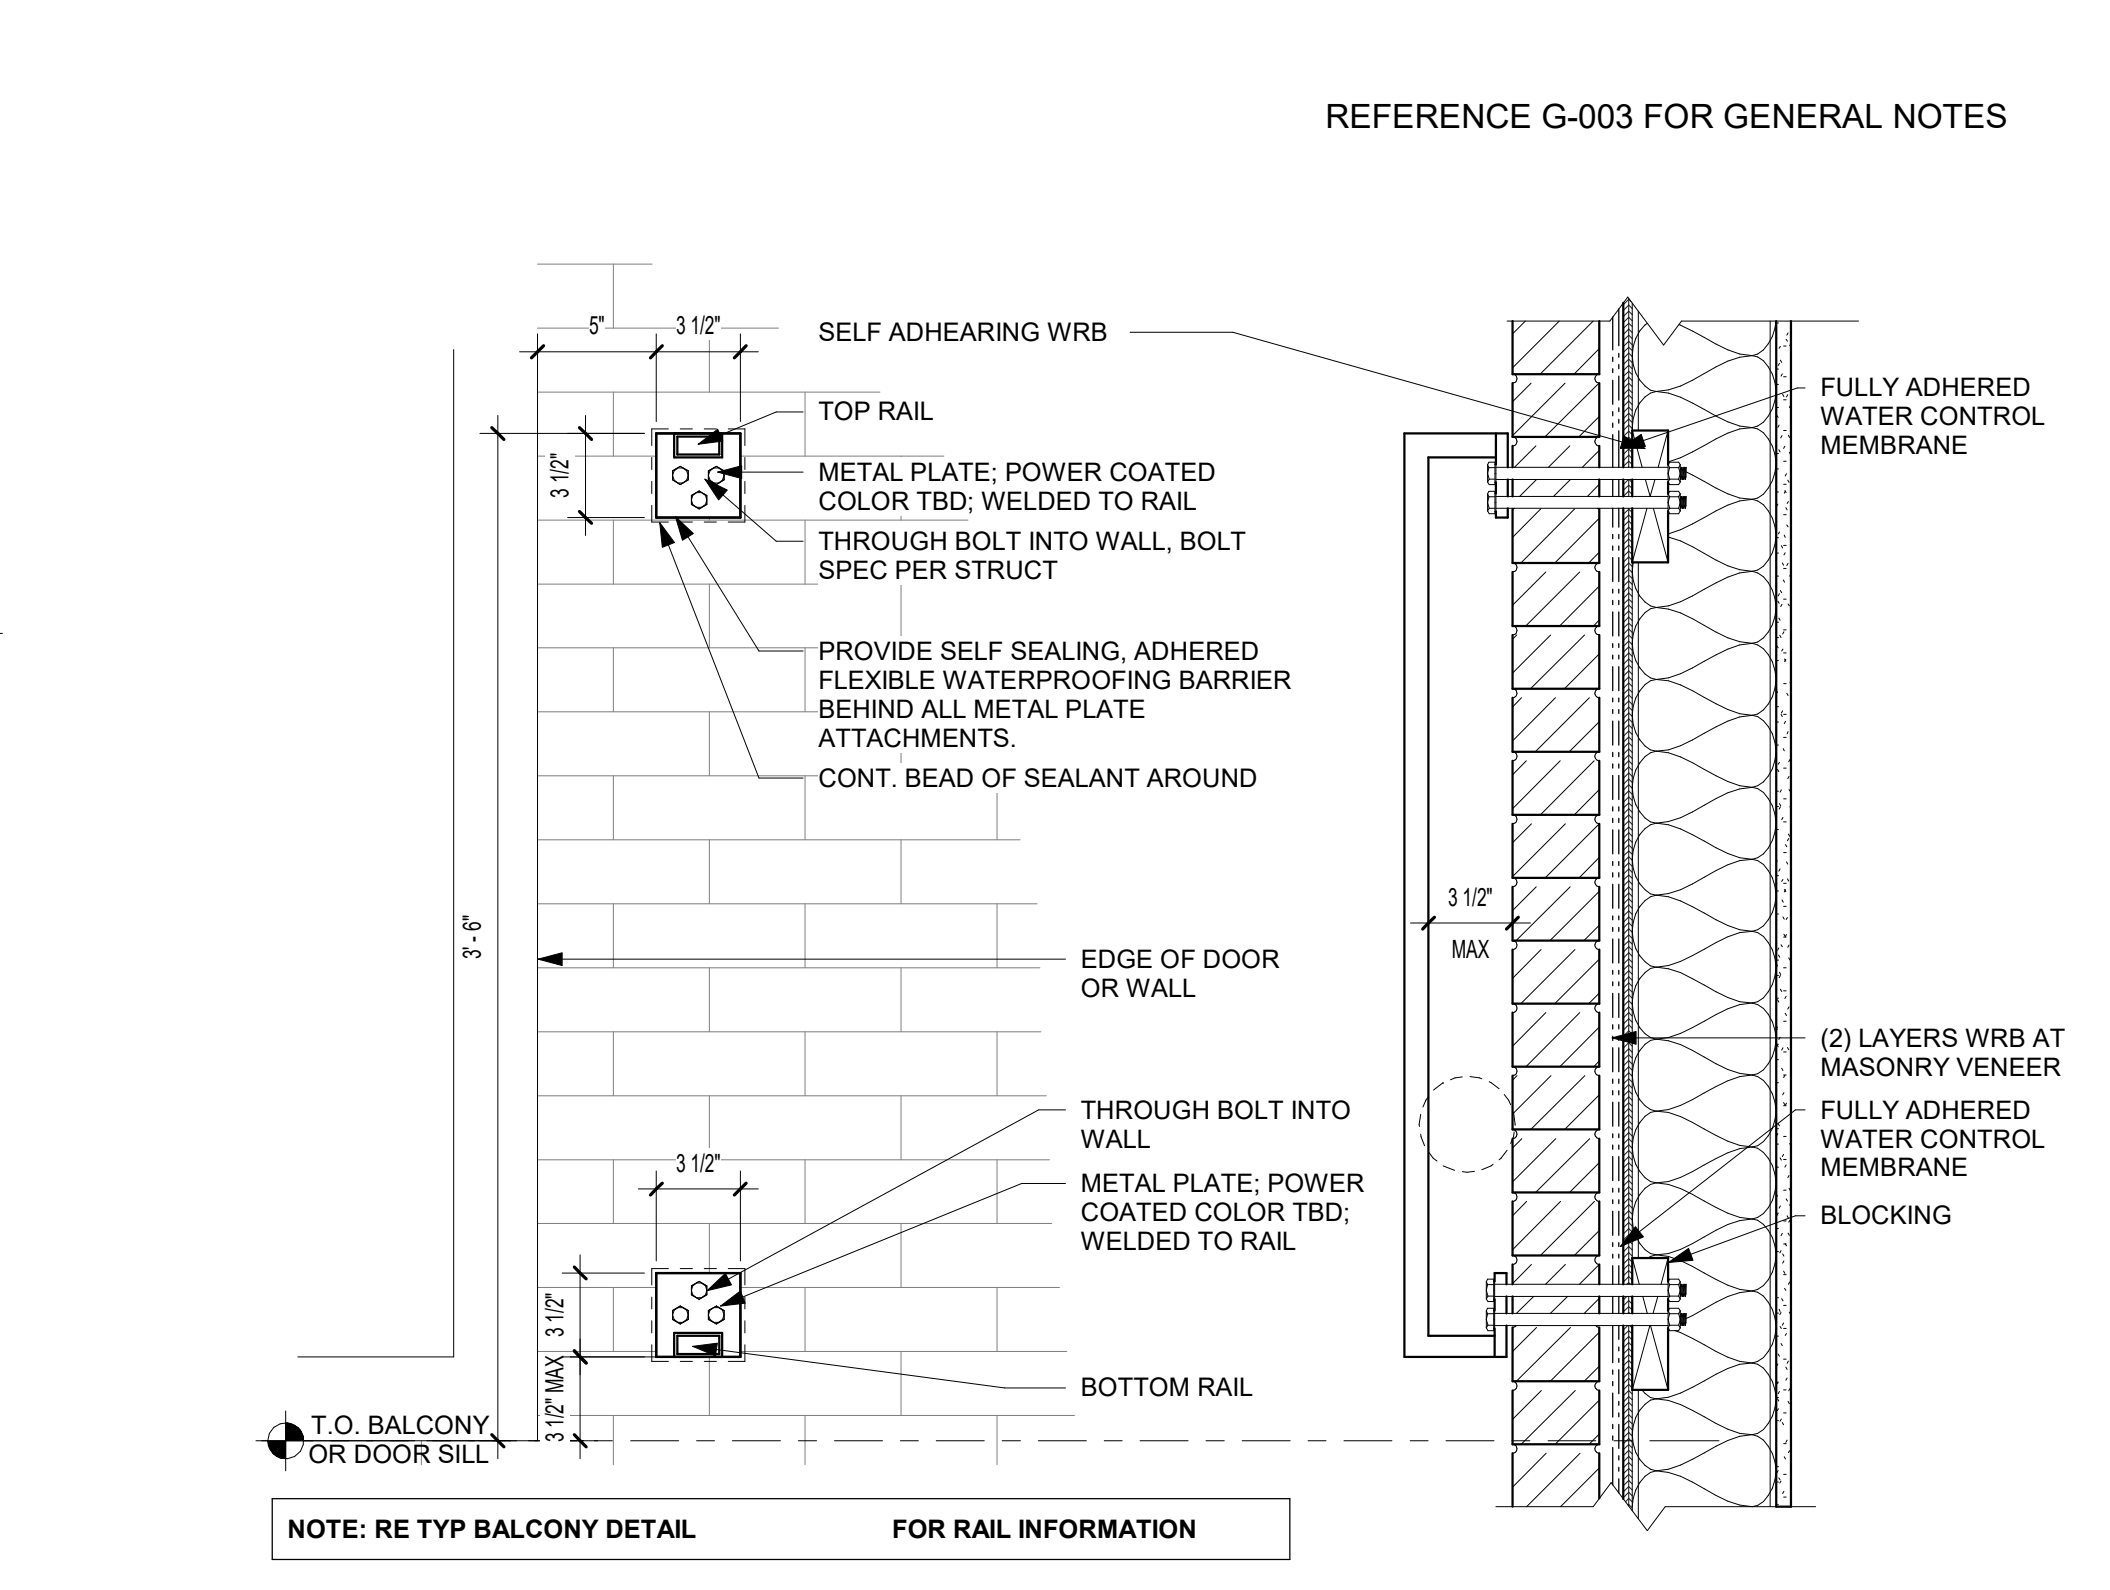 REFERENCE G-003 FOR GENERAL NOTES
5"
3 1/2"
SELF ADHEARING WRB
TOP RAIL
3 1/2"
METAL PLATE; POWER COATED
COLOR TBD; WELDED TO RAIL
THROUGH BOLT INTO WALL, BOLT
SPEC PER STRUCT
PROVIDE SELF SEALING, ADHERED
FLEXIBLE WATERPROOFING BARRIER
BEHIND ALL METAL PLATE
ATTACHMENTS.
CONT. BEAD OF SEALANT AROUND
3' - 6"
EDGE OF DOOR
OR WALL
THROUGH BOLT INTO
WALL
3 1/2"
METAL PLATE; POWER
COATED COLOR TBD;
WELDED TO RAIL
3 1/2"
3 1/2" MAX
BOTTOM RAIL
T.O. BALCONY
OR DOOR SILL
FULLY ADHERED
WATER CONTROL
MEMBRANE
3 1/2"
MAX
(2) LAYERS WRB AT
MASONRY VENEER
FULLY ADHERED
WATER CONTROL
MEMBRANE
BLOCKING
NOTE: RE TYP BALCONY DETAIL FOR RAIL INFORMATION